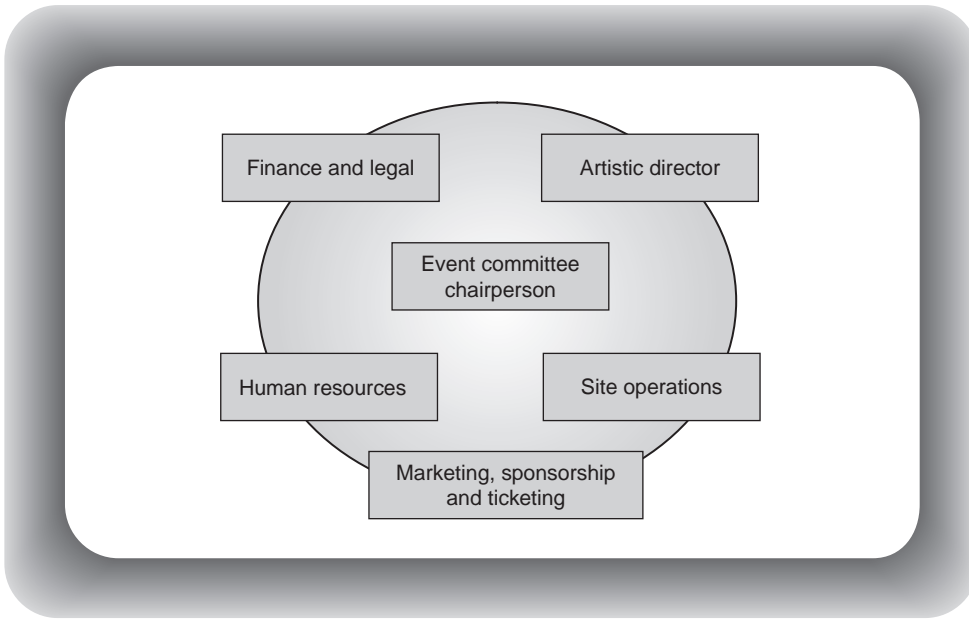 Finance and legal
Artistic director
Event committee
chairperson
Human resources
Site operations
Marketing, sponsorship
and ticketing